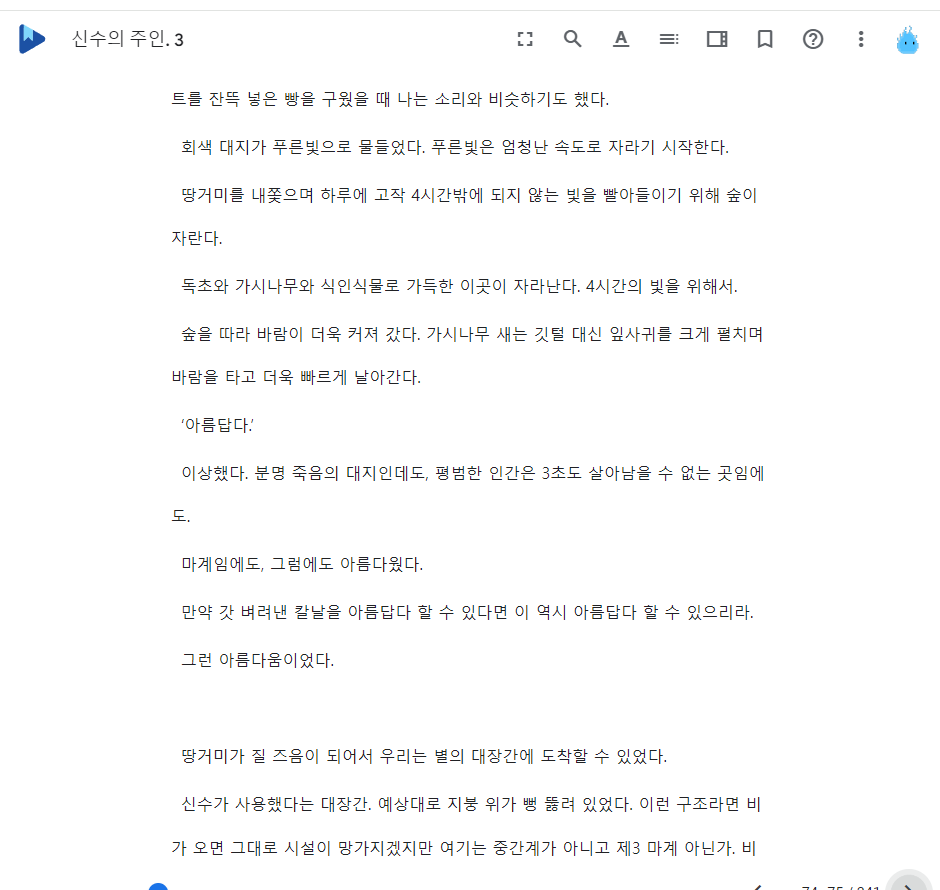 신수의 주인. 3
트를 잔뜩 넣은 빵을 구웠을 때 나는 소리와 비슷하기도 했다.
회색 대지가 푸른빛으로 물들었다. 푸른빛은 엄청난 속도로 자라기 시작한다.
땅거미를 내쫓으며 하루에 고작 4시간밖에 되지 않는 빛을 빨아들이기 위해 숲이
자란다.
독초와 가시나무와 식인식물로 가득한 이곳이 자라난다. 4시간의 빛을 위해서.
숲을 따라 바람이 더욱 커져 갔다. 가시나무 새는 깃털 대신 잎사귀를 크게 펼치며
바람을 타고 더욱 빠르게 날아간다.
‘아름답다.’
이상했다. 분명 죽음의 대지인데도, 평범한 인간은 3초도 살아남을 수 없는 곳임에
도.
마계임에도, 그럼에도 아름다웠다.
만약 갓 벼려낸 칼날을 아름답다 할 수 있다면 이 역시 아름답다 할 수 있으리라.
그런 아름다움이었다.
땅거미가 질 즈음이 되어서 우리는 별의 대장간에 도착할 수 있었다.
신수가 사용했다는 대장간. 예상대로 지붕 위가 뻥 뚫려 있었다. 이런 구조라면 비
가 오면 그대로 시설이 망가지겠지만 여기는 중간계가 아니고 제3 마계 아닌가. 비